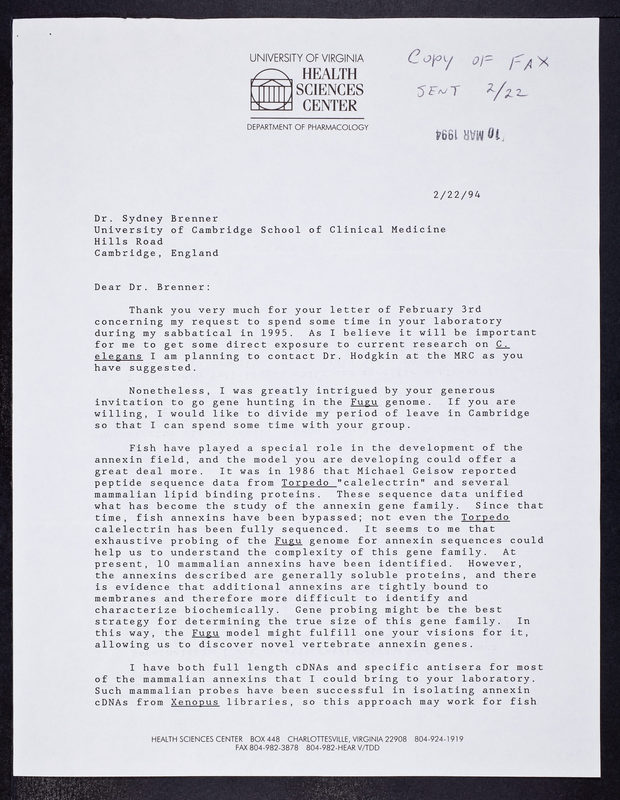 UNIVERSITY OF VIRGINIA
HEALTH
SCIENCES
CENTER
DEPARTMENT OF PHARMACOLOGY
COPY OF FAX
SENT 2/22
10 MAR 1994
2/22/94
Dr. Sydney Brenner
University of Cambridge School of Clinical Medicine
Hills Road
Cambridge, England
Dear Dr. Brenner:
Thank you very much for your letter of February 3rd
concerning my request to spend some time in your laboratory
during my sabbatical in 1995. As I believe it will be important
for me to get some direct exposure to current research on C.
elegans I am planning to contact Dr. Hodgkin at the MRC as you
have suggested.
Nonetheless, I was greatly intrigued by your generous
invitation to go gene hunting in the Fugu genome. If you are
willing, I would like to divide my period of leave in Cambridge
so that I can spend some time with your group.
Fish have played a special role in the development of the
annexin field, and the model you are developing could offer a
great deal more. It was in 1986 that Michael Geisow reported
peptide sequence data from Torpedo "calelectrin" and several
mammalian lipid binding proteins. These sequence data unified
what has become the study of the annexin gene family. Since that
time, fish annexins have been bypassed; not even the Torpedo
calelectrin has been fully sequenced. It seems to me that
exhaustive probing of the Fugu genome for annexin sequences could
help us to understand the complexity of this gene family. At
present, 10 mammalian annexins have been identified. However,
the annexins described are generally soluble proteins, and there
is evidence that additional annexins are tightly bound to
membranes and therefore more difficult to identify and
characterize biochemically. Gene probing might be the best
strategy for determining the true size of this gene family. In
this way, the Fugu model might fulfill one your visions for it,
allowing us to discover novel vertebrate annexin genes.
I have both full length cDNAs and specific antisera for most
of the mammalian annexins that I could bring to your laboratory.
Such mammalian probes have been successful in isolating annexin
cDNAs from Xenopus libraries, so this approach may work for fish
HEALTH SCIENCES CENTER BOX 448 CHARLOTTESVILLE, VIRGINIA 22908 804-924-1919
FAX 804-982-3878 804-982-HEAR V/TDD